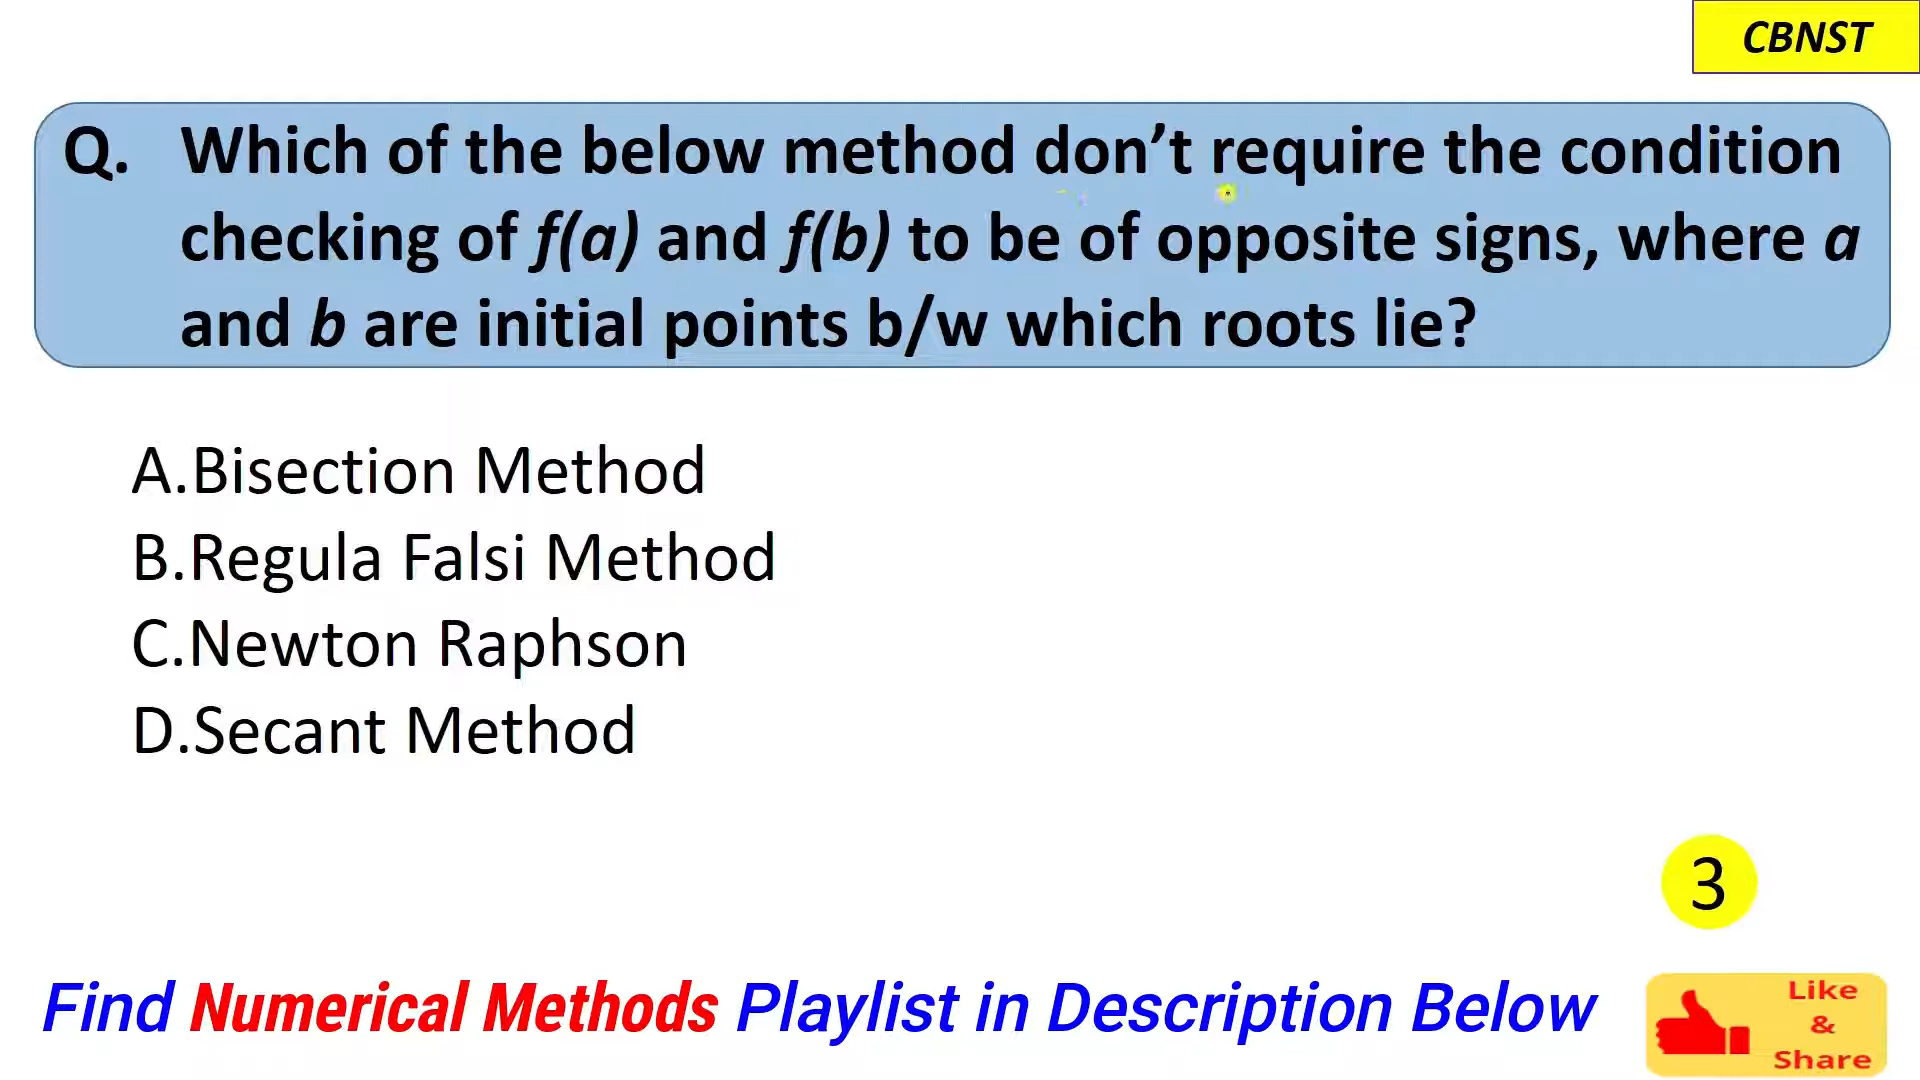 CBNST
Q. Which of the below method don’t require the condition
checking of f(a) and f(b) to be of opposite signs, where a
and b are initial points b/w which roots lie?
A.Bisection Method
B.Regula Falsi Method
C.Newton Raphson
D.Secant Method
3
Find Numerical Methods Playlist in Description Below
Like
&
Share